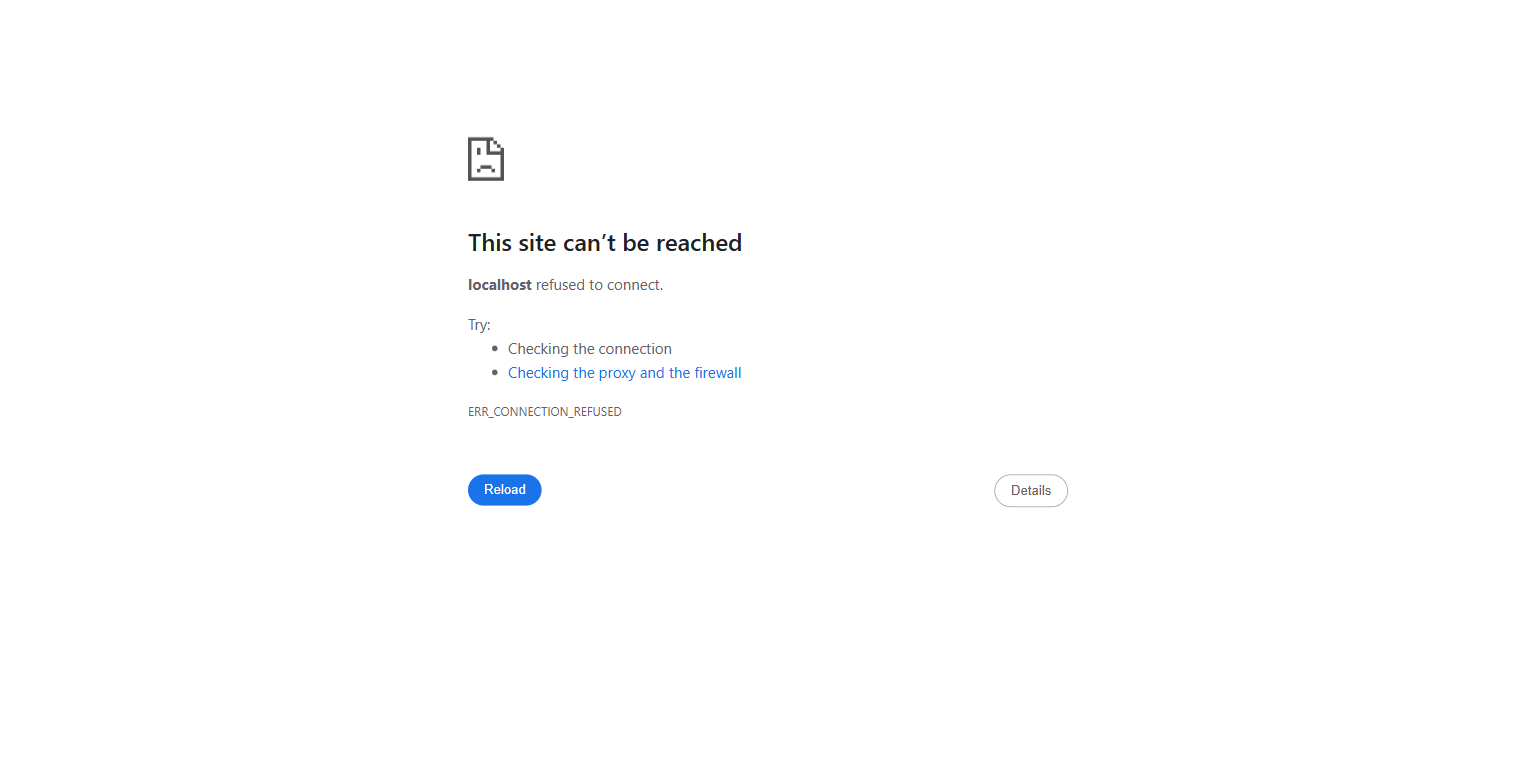 This site can’t be reached
localhost refused to connect.
Try:
Checking the connection
Checking the proxy and the firewall
ERR_CONNECTION_REFUSED
Reload
Details